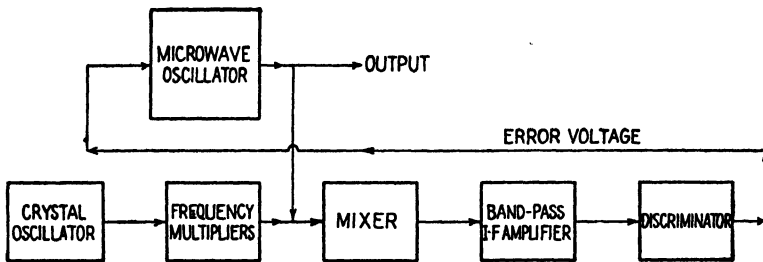 MICROWAVE
OSCILLATOR
OUTPUT
ERROR VOLTAGE
CRYSTAL
OSCILLATOR
FREQUENCY
MULTIPLIERS
MIXER
BAND-PASS
I-F AMPLIFIER
DISCRIMINATOR